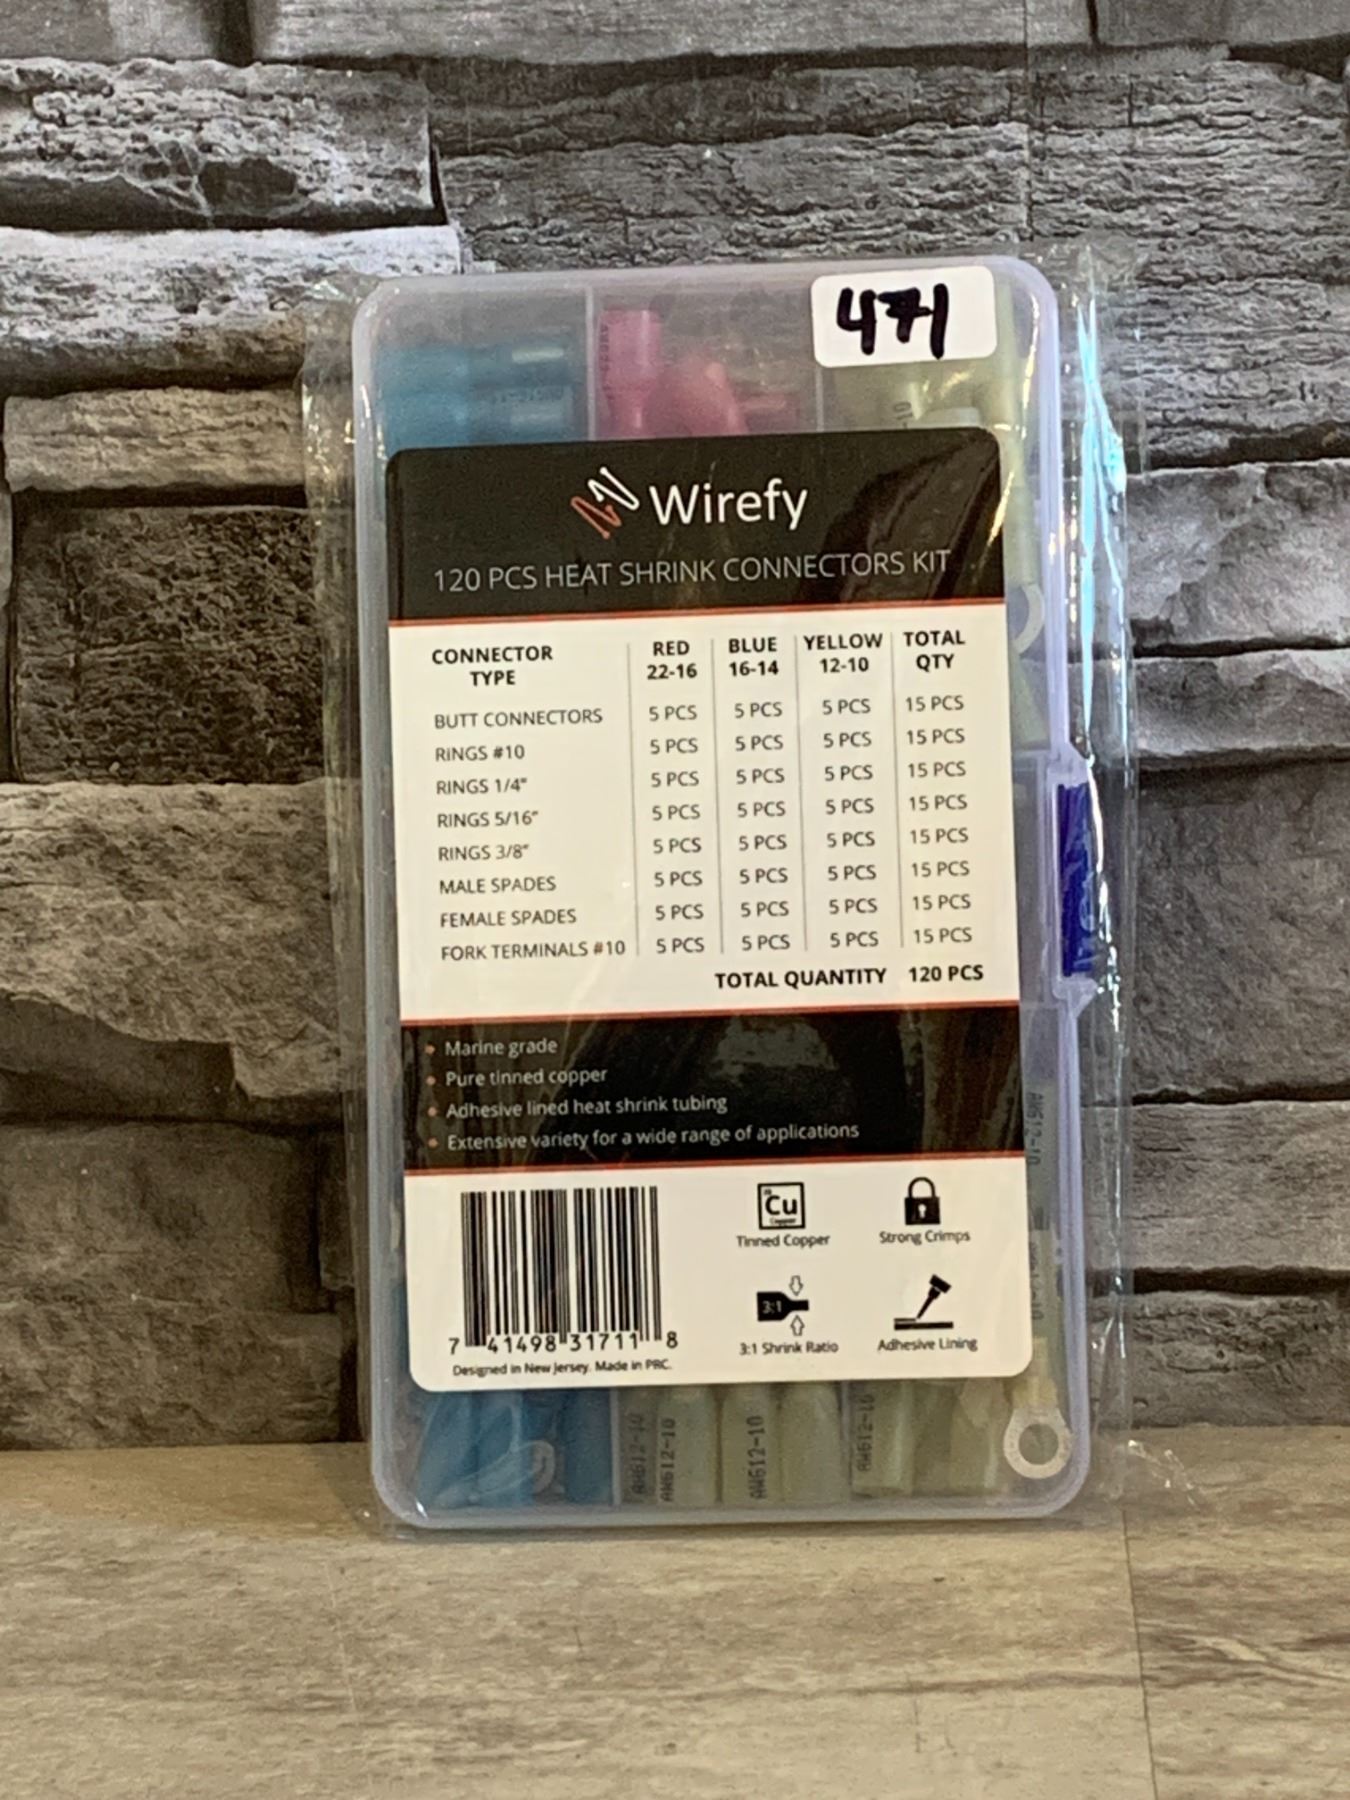 471
Wirefy
120 PCS HEAT SHRINK CONNECTORS KIT
CONNECTOR TYPE RED 22-16 BLUE 16-14 YELLOW 12-10 TOTAL QTY
BUTT CONNECTORS 5 PCS 5 PCS 5 PCS 15 PCS
RINGS #10 5 PCS 5 PCS 5 PCS 15 PCS
RINGS 1/4" 5 PCS 5 PCS 5 PCS 15 PCS
RINGS 5/16" 5 PCS 5 PCS 5 PCS 15 PCS
RINGS 3/8" 5 PCS 5 PCS 5 PCS 15 PCS
MALE SPADES 5 PCS 5 PCS 5 PCS 15 PCS
FEMALE SPADES 5 PCS 5 PCS 5 PCS 15 PCS
FORK TERMINALS #10 5 PCS 5 PCS 5 PCS 15 PCS
TOTAL QUANTITY 120 PCS
• Marine grade
• Pure tinned copper
• Adhesive lined heat shrink tubing
• Extensive variety for a wide range of applications
Cu
Copper
Tinned Copper
Strong Crimps
3:1
3:1 Shrink Ratio
Adhesive Lining
7 41498 31711 8
Designed in New Jersey. Made in PRC.
AWG12-10
AWG12-10
AWG12-10
AWG12-10
AWG12-10